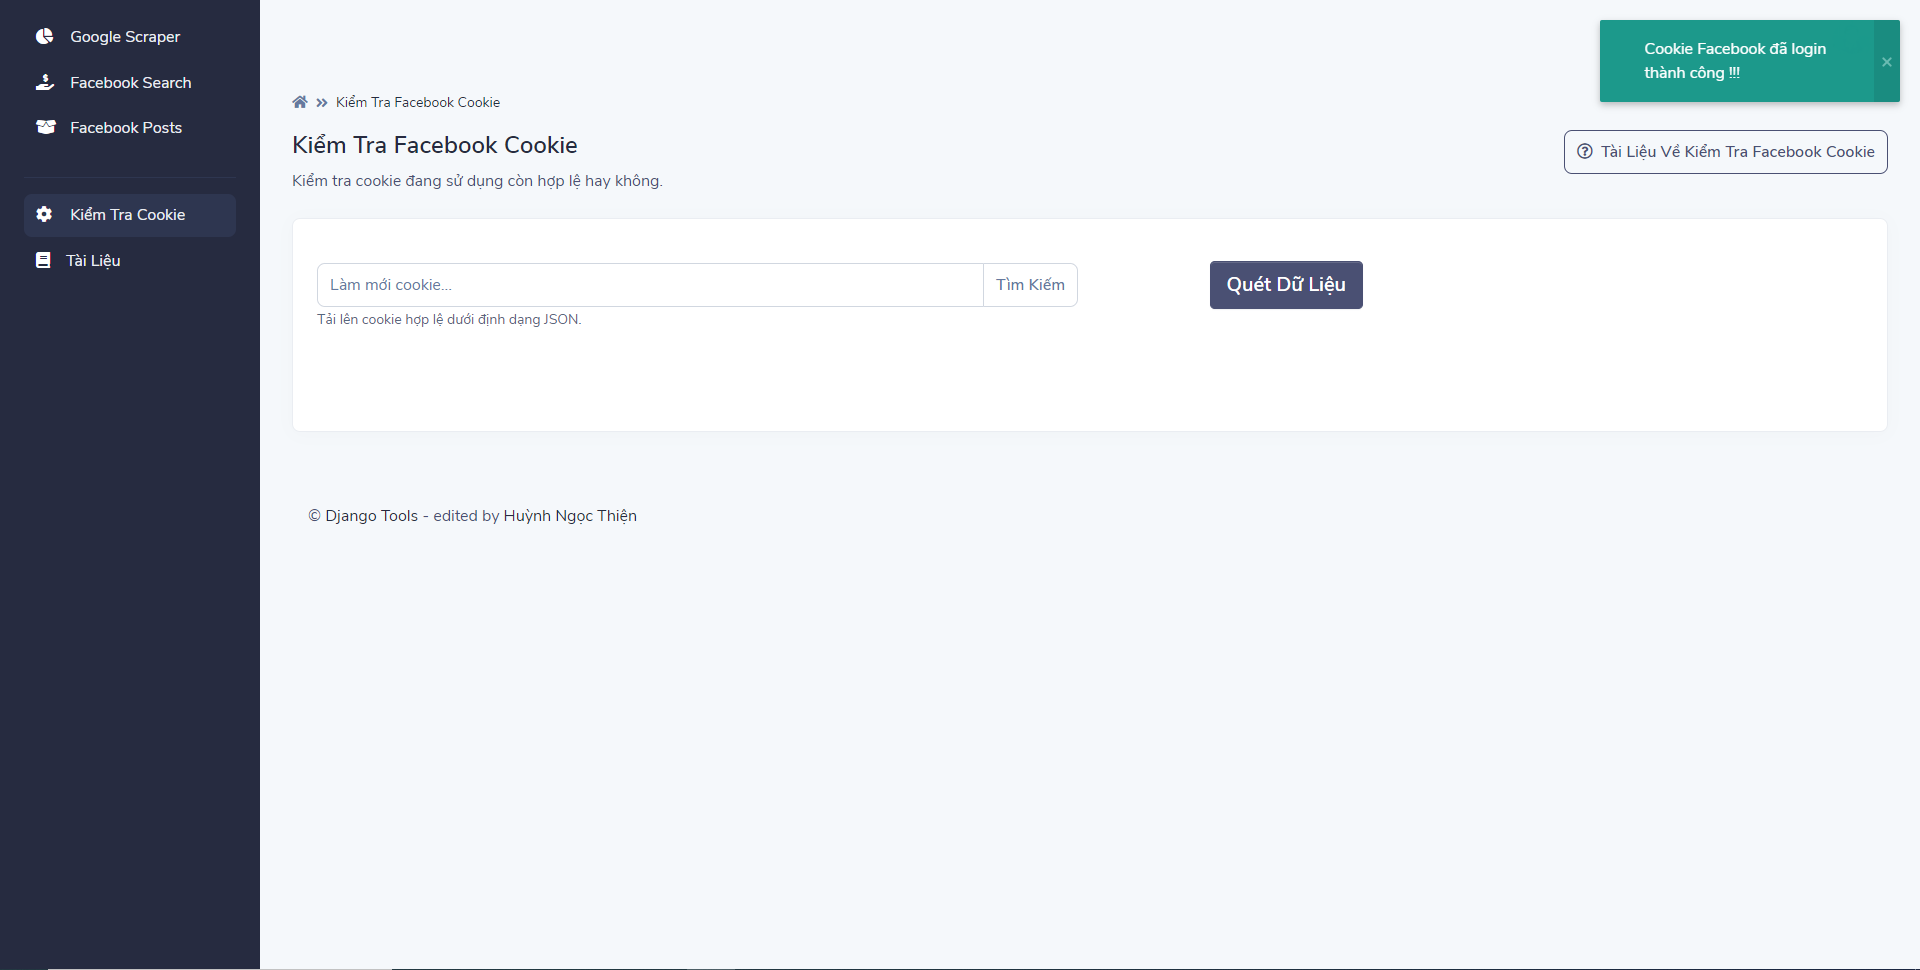 Google Scraper
Facebook Search
Facebook Posts
Kiểm Tra Cookie
Tài Liệu
Cookie Facebook đã login
thành công !!!
×
Kiểm Tra Facebook Cookie
Kiểm Tra Facebook Cookie
Tài Liệu Về Kiểm Tra Facebook Cookie
Kiểm tra cookie đang sử dụng còn hợp lệ hay không.
Làm mới cookie...
Tìm Kiếm
Quét Dữ Liệu
Tải lên cookie hợp lệ dưới định dạng JSON.
© Django Tools - edited by Huỳnh Ngọc Thiện